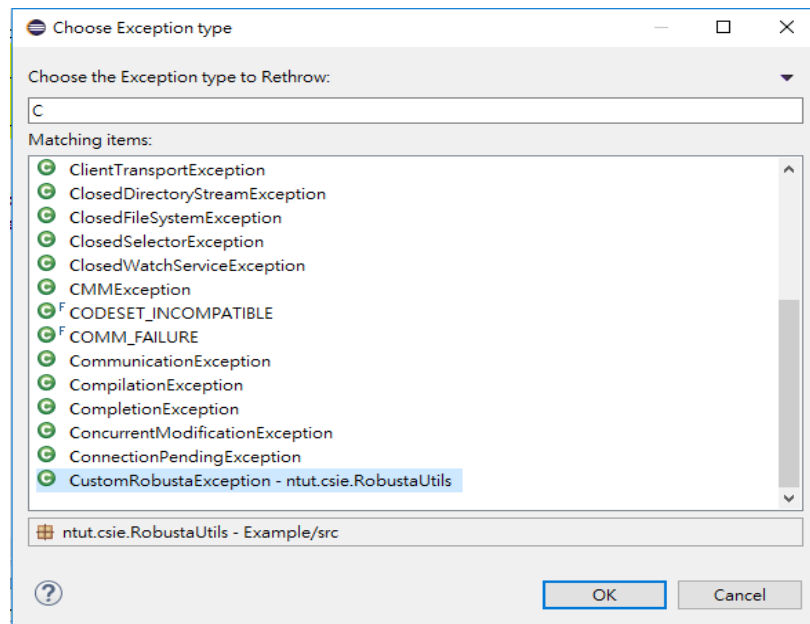 Choose Exception type
Choose the Exception type to Rethrow:
C
Matching items:
ClientTransportException
ClosedDirectoryStreamException
ClosedFileSystemException
ClosedSelectorException
ClosedWatchServiceException
CMMException
F CODESET_INCOMPATIBLE
F COMM_FAILURE
CommunicationException
CompilationException
CompletionException
ConcurrentModificationException
ConnectionPendingException
CustomRobustaException - ntut.csie.RobustaUtils
ntut.csie.RobustaUtils - Example/src
OK Cancel